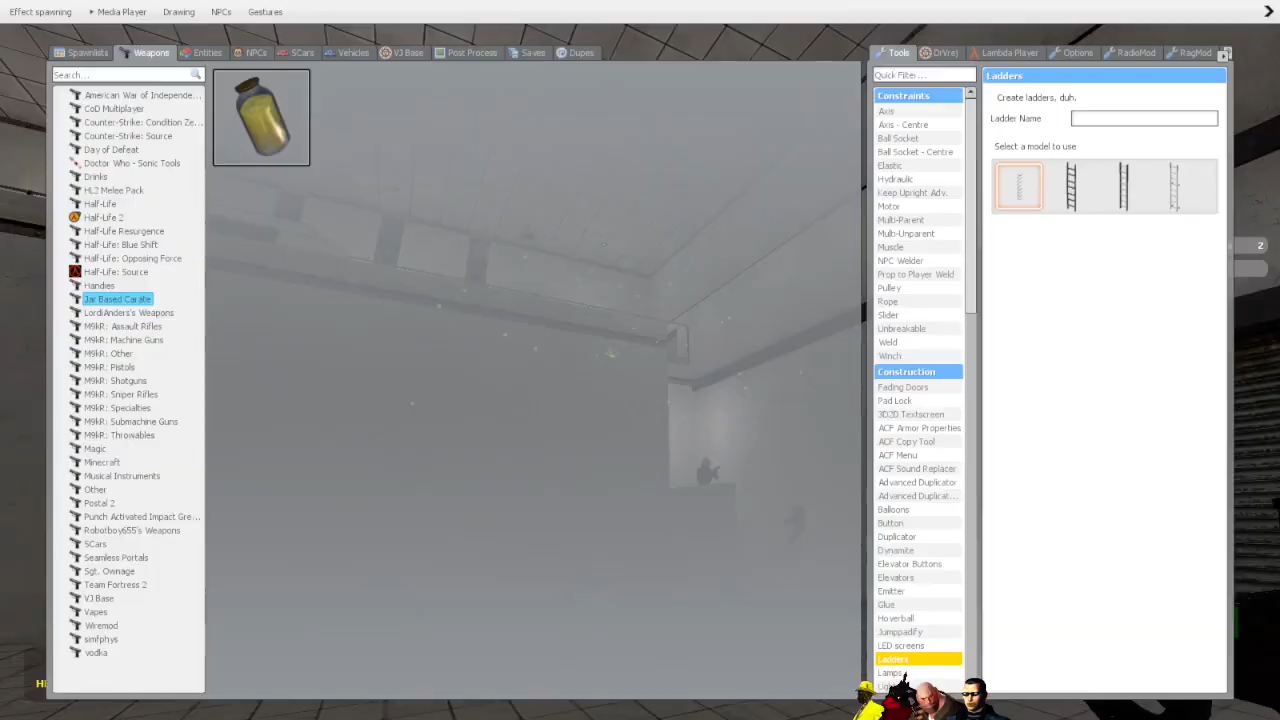 Effect spawning Media Player Drawing NPCs Gestures
Spawnlists Weapons Entities NPCs SCars Vehicles VJ Base Post Process Saves Dupes
Search...
American War of Independe...
CoD Multiplayer
Counter-Strike: Condition Ze...
Counter-Strike: Source
Day of Defeat
Doctor Who - Sonic Tools
Drinks
HL2 Melee Pack
Half-Life
Half-Life 2
Half-Life Resurgence
Half-Life: Blue Shift
Half-Life: Opposing Force
Half-Life: Source
Handies
Jar Based Carate
LordiAnders's Weapons
M9kR: Assault Rifles
M9kR: Machine Guns
M9kR: Other
M9kR: Pistols
M9kR: Shotguns
M9kR: Sniper Rifles
M9kR: Specialties
M9kR: Submachine Guns
M9kR: Throwables
Magic
Minecraft
Musical Instruments
Other
Postal 2
Punch Activated Impact Gre...
Robotboy655's Weapons
SCars
Seamless Portals
Sgt. Ownage
Team Fortress 2
VJ Base
Vapes
Wiremod
simfphys
vodka
Tools DrVrej Lambda Player Options RadioMod RagMod
Quick Filter...
Constraints
Axis
Axis - Centre
Ball Socket
Ball Socket - Centre
Elastic
Hydraulic
Keep Upright Adv.
Motor
Multi-Parent
Multi-Unparent
Muscle
NPC Welder
Prop to Player Weld
Pulley
Rope
Slider
Unbreakable
Weld
Winch
Construction
Fading Doors
Pad Lock
3D2D Textscreen
ACF Armor Properties
ACF Copy Tool
ACF Menu
ACF Sound Replacer
Advanced Duplicator
Advanced Duplicat...
Balloons
Button
Duplicator
Dynamite
Elevator Buttons
Elevators
Emitter
Glue
Hoverball
Jumppadify
LED screens
Ladders
Lamps
Ladders
Create ladders, duh.
Ladder Name
Select a model to use
2